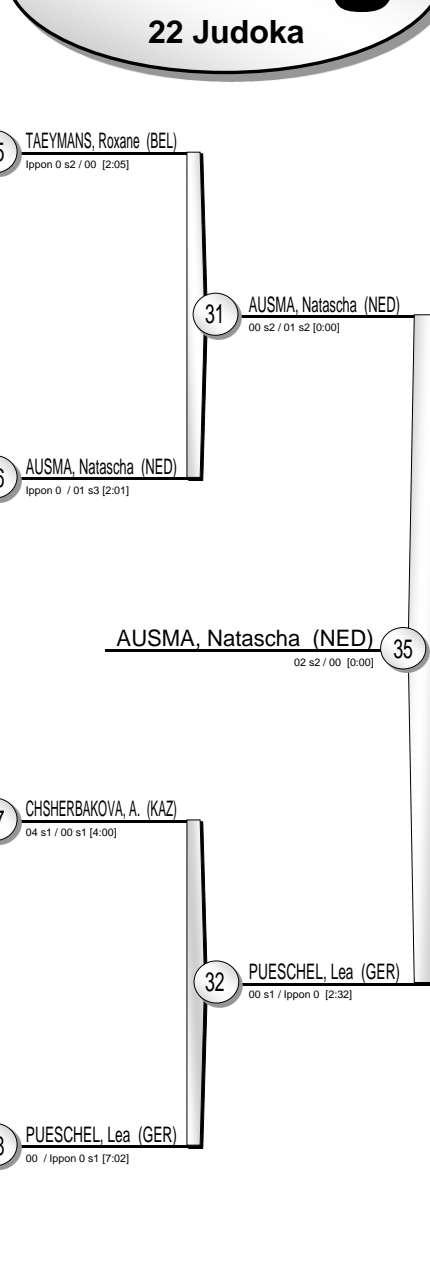 22 Judoka
TAEYMANS, Roxane (BEL)
Ippon 0 s2 / 00 [2:05]
31
AUSMA, Natascha (NED)
00 s2 / 01 s2 [0:00]
AUSMA, Natascha (NED)
Ippon 0 / 01 s3 [2:01]
AUSMA, Natascha (NED)
02 s2 / 00 [0:00]
35
CHSHERBAKOVA, A. (KAZ)
04 s1 / 00 s1 [4:00]
32
PUESCHEL, Lea (GER)
00 s1 / Ippon 0 [2:32]
PUESCHEL, Lea (GER)
00 / Ippon 0 s1 [7:02]